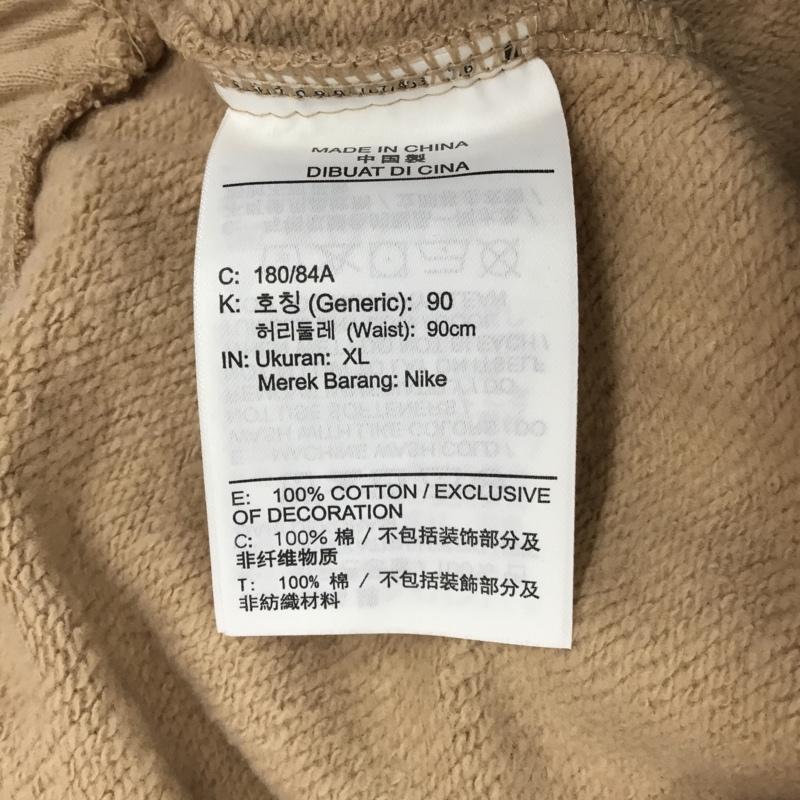 MADE IN CHINA
中国製
DIBUAT DI CINA
C: 180/84A
K: 호칭 (Generic): 90
허리둘레 (Waist): 90cm
IN: Ukuran: XL
Merek Barang: Nike
E: 100% COTTON / EXCLUSIVE
OF DECORATION
C: 100% 棉 / 不包括装饰部分及
非纤维物质
T: 100% 棉 / 不包括裝飾部分及
非紡織材料